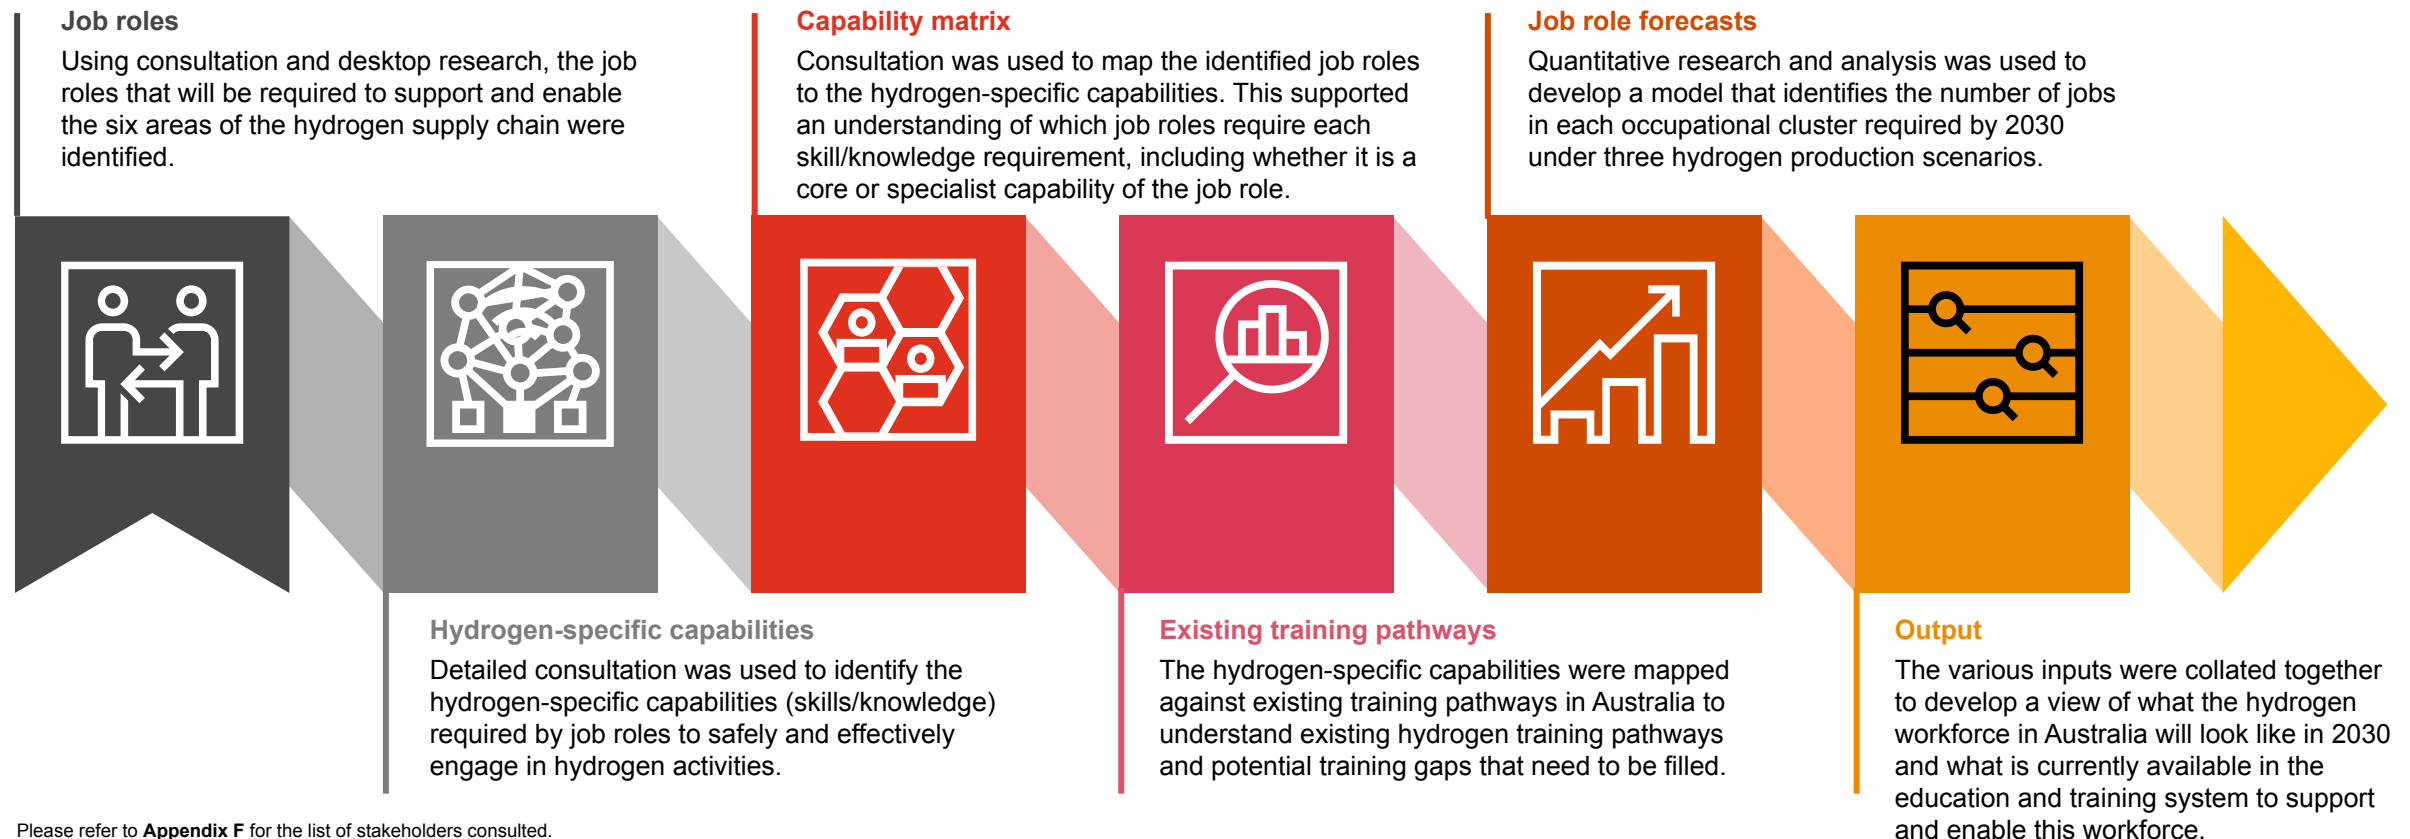 Job roles
Using consultation and desktop research, the job
roles that will be required to support and enable
the six areas of the hydrogen supply chain were
identified.
Hydrogen-specific capabilities
Detailed consultation was used to identify the
hydrogen-specific capabilities (skills/knowledge)
required by job roles to safely and effectively
engage in hydrogen activities.
Capability matrix
Consultation was used to map the identified job roles
to the hydrogen-specific capabilities. This supported
an understanding of which job roles require each
skill/knowledge requirement, including whether it is a
core or specialist capability of the job role.
Existing training pathways
The hydrogen-specific capabilities were mapped
against existing training pathways in Australia to
understand existing hydrogen training pathways
and potential training gaps that need to be filled.
Job role forecasts
Quantitative research and analysis was used to
develop a model that identifies the number of jobs
in each occupational cluster required by 2030
under three hydrogen production scenarios.
Output
The various inputs were collated together
to develop a view of what the hydrogen
workforce in Australia will look like in 2030
and what is currently available in the
education and training system to support
and enable this workforce.
Please refer to Appendix F for the list of stakeholders consulted.